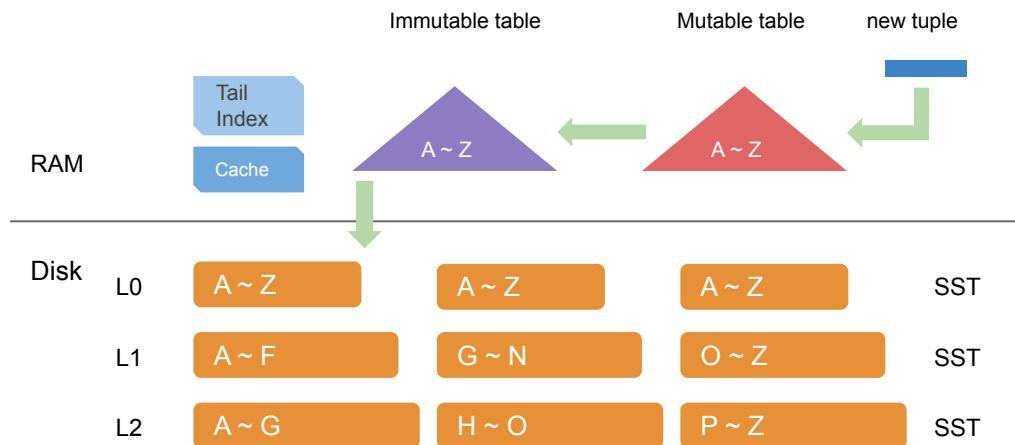 Immutable table
Mutable table
new tuple
Tail
Index
A ~ Z
A ~ Z
RAM
Cache
Disk
L0
A ~ Z
A ~ Z
A ~ Z
SST
L1
A ~ F
G ~ N
O ~ Z
SST
L2
A ~ G
H ~ O
P ~ Z
SST